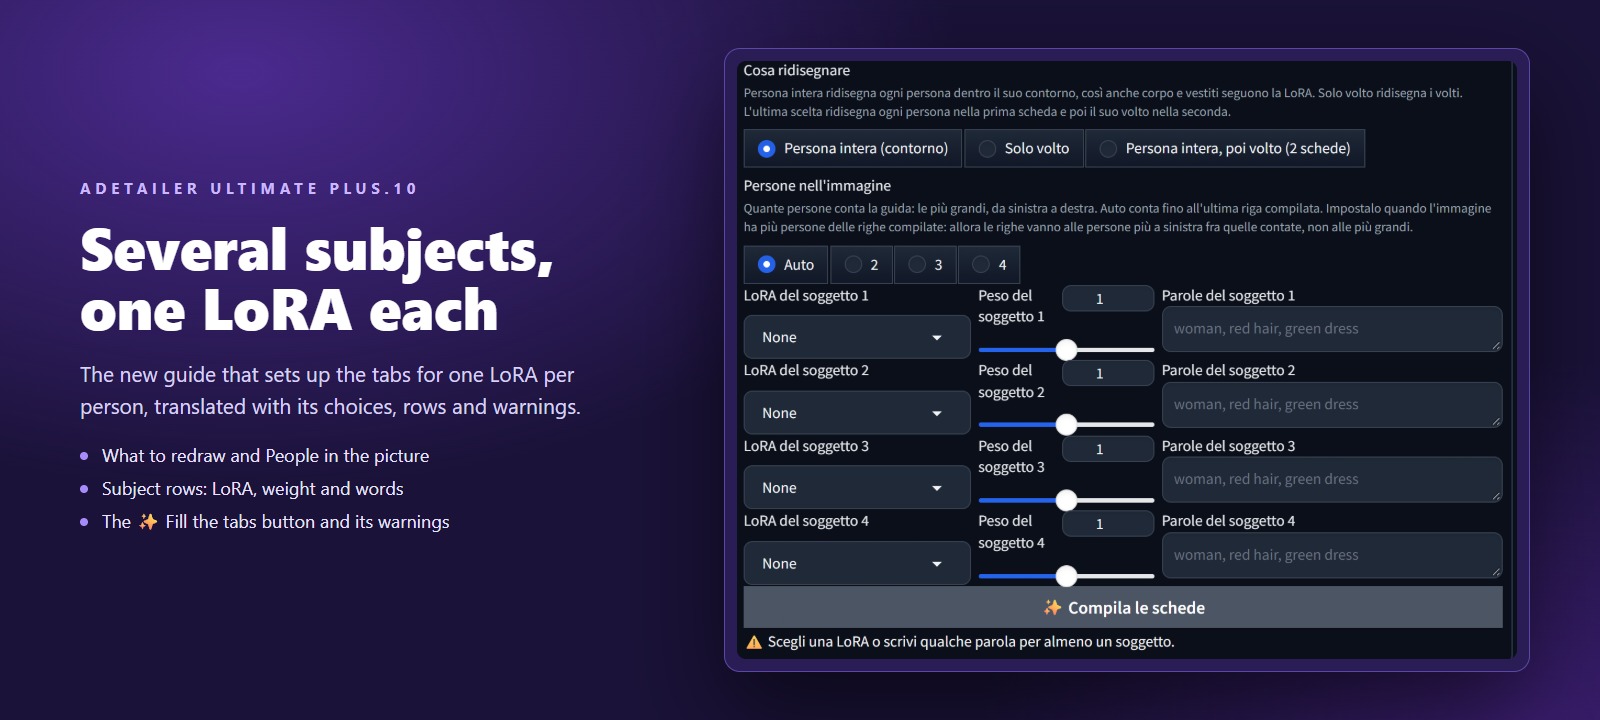 ADETAILER ULTIMATE PLUS.10
Several subjects,
one LoRA each
The new guide that sets up the tabs for one LoRA per
person, translated with its choices, rows and warnings.
What to redraw and People in the picture
Subject rows: LoRA, weight and words
The ✨ Fill the tabs button and its warnings
Cosa ridisegnare
Persona intera ridisegna ogni persona dentro il suo contorno, così anche corpo e vestiti seguono la LoRA. Solo volto ridisegna i volti.
L'ultima scelta ridisegna ogni persona nella prima scheda e poi il suo volto nella seconda.
Persona intera (contorno)
Solo volto
Persona intera, poi volto (2 schede)
Persone nell'immagine
Quante persone conta la guida: le più grandi, da sinistra a destra. Auto conta fino all'ultima riga compilata. Impostalo quando l'immagine
ha più persone delle righe compilate: allora le righe vanno alle persone più a sinistra fra quelle contate, non alle più grandi.
Auto
2
3
4
LoRA del soggetto 1
None
Peso del
soggetto 1
1
Parole del soggetto 1
woman, red hair, green dress
LoRA del soggetto 2
None
Peso del
soggetto 2
1
Parole del soggetto 2
woman, red hair, green dress
LoRA del soggetto 3
None
Peso del
soggetto 3
1
Parole del soggetto 3
woman, red hair, green dress
LoRA del soggetto 4
None
Peso del
soggetto 4
1
Parole del soggetto 4
woman, red hair, green dress
✨ Compila le schede
⚠️ Scegli una LoRA o scrivi qualche parola per almeno un soggetto.